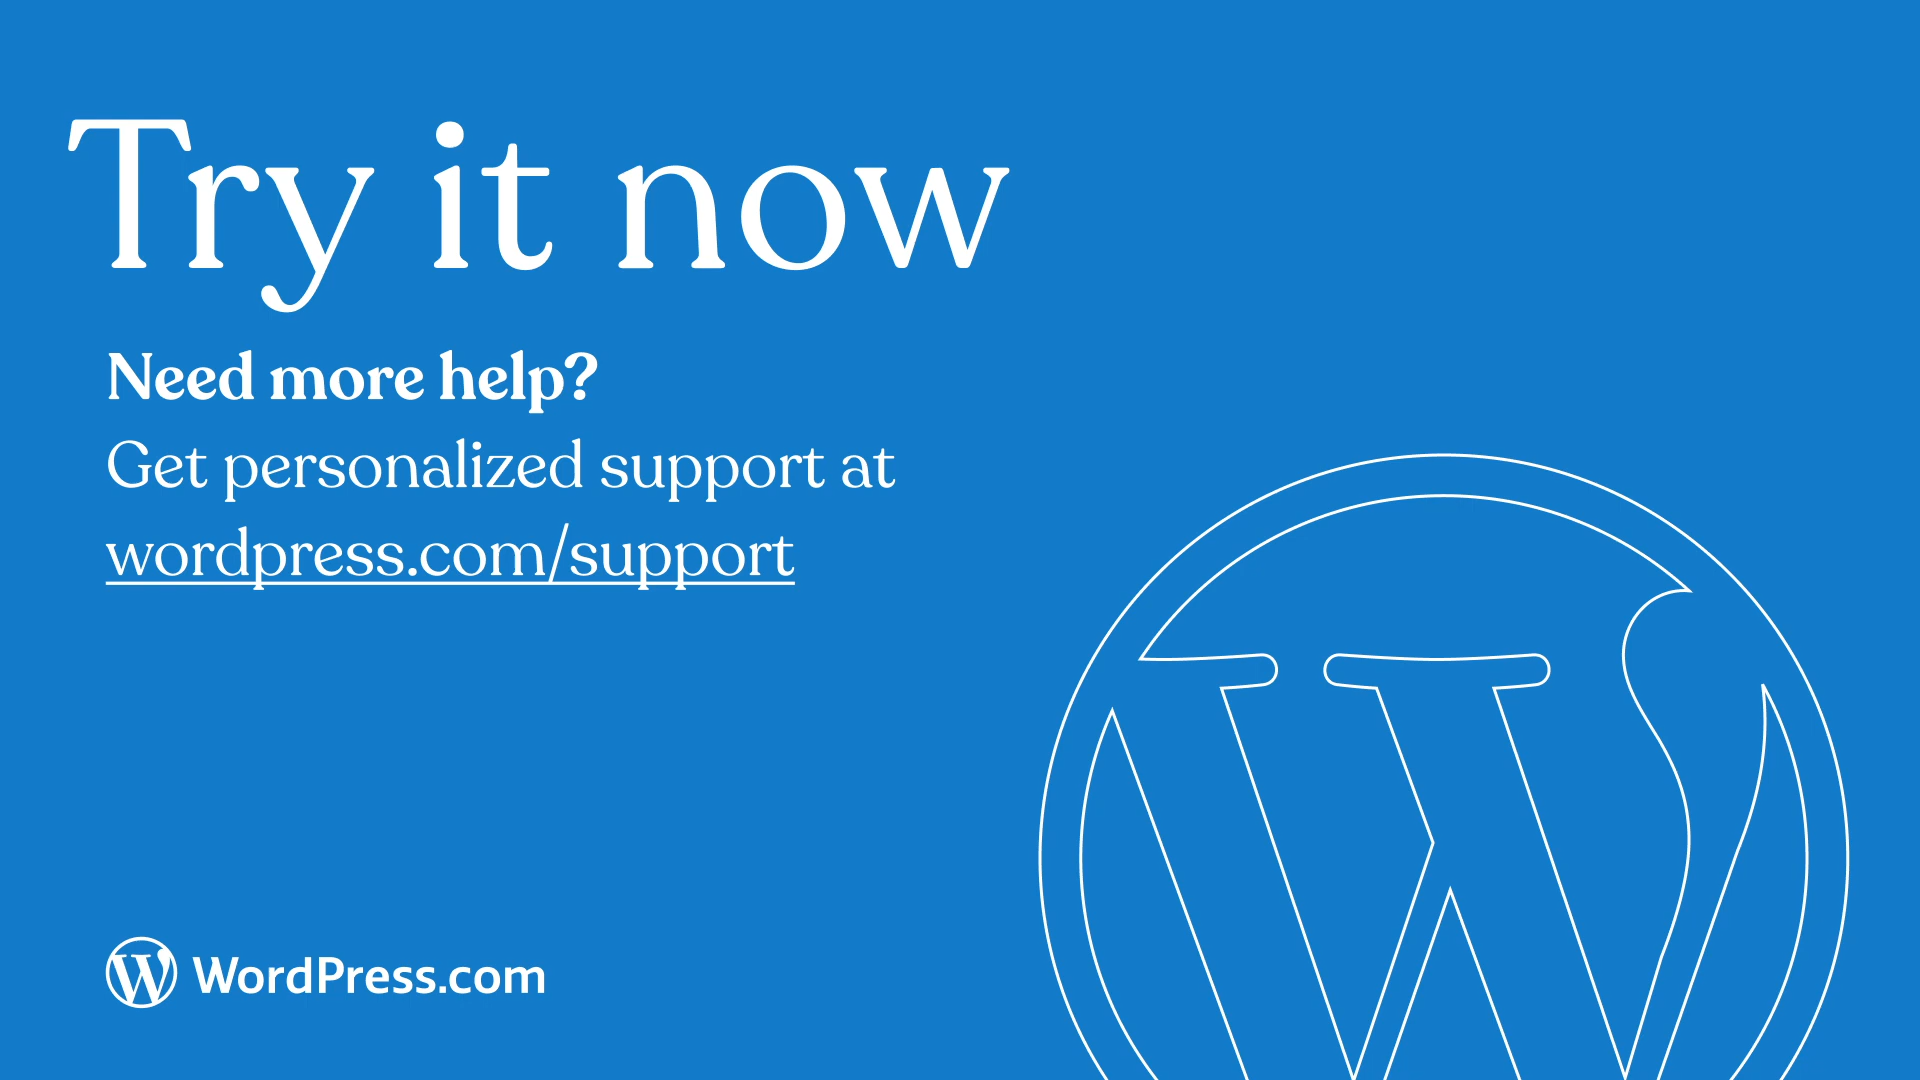 Try it now
Need more help?
Get personalized support at
wordpress.com/support
WordPress.com